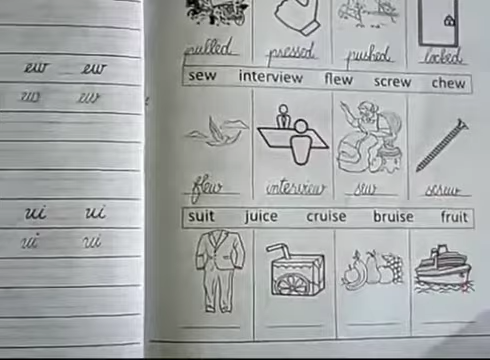 ew ew
ew ew
ui ui
ui ui
pulled pressed pushed locked
sew interview flew screw chew
flew interview sew screw
suit juice cruise bruise fruit